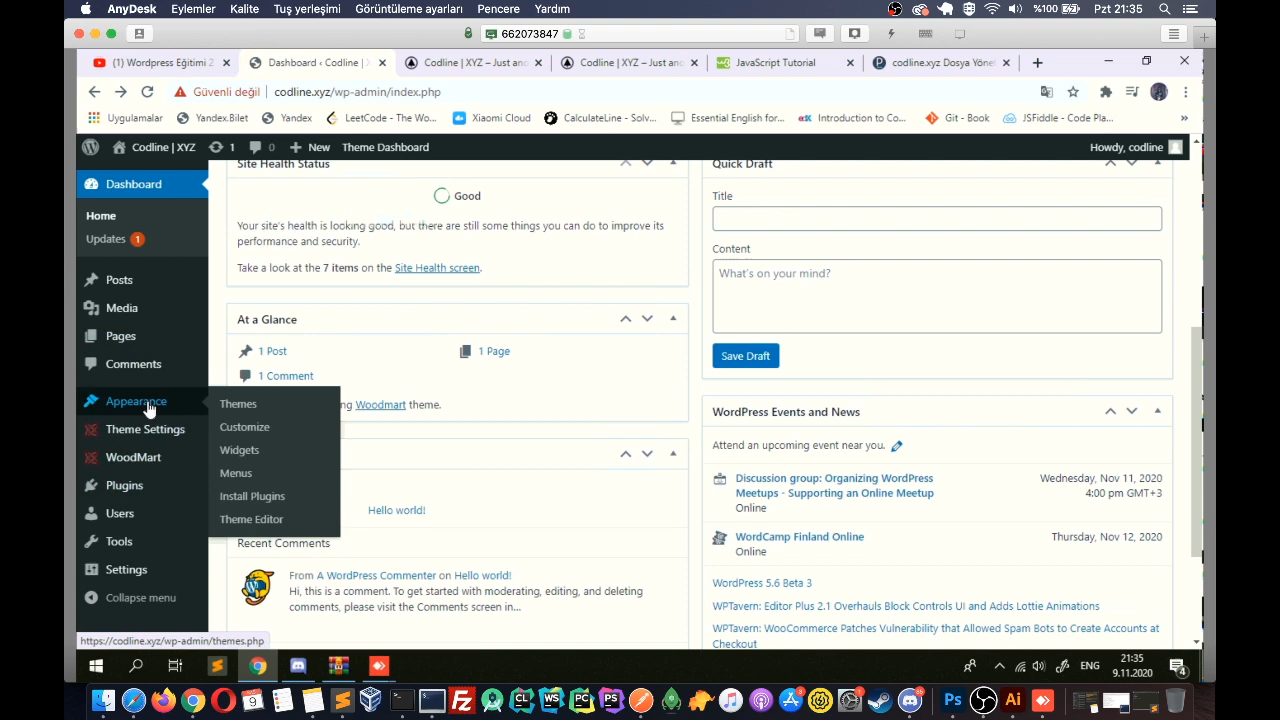 AnyDesk Eylemler Kalite Tuş yerleşimi Görüntüleme ayarları Pencere Yardım %100 Pzt 21:35
662073847
(1) Wordpress Eğitimi 2
Dashboard ‹ Codline | X
Codline | XYZ – Just ano
Codline | XYZ – Just ano
JavaScript Tutorial
codline.xyz Dosya Yöne
Güvenli değil codline.xyz/wp-admin/index.php
Uygulamalar Yandex.Bilet Yandex LeetCode - The Wo... Xiaomi Cloud CalculateLine - Solv... Essential English for... Introduction to Co... Git - Book JSFiddle - Code Pla... »
Codline | XYZ 1 0 New Theme Dashboard Howdy, codline
Dashboard
Home
Updates 1
Posts
Media
Pages
Comments
Appearance
Theme Settings
WoodMart
Plugins
Users
Tools
Settings
Collapse menu
Themes
Customize
Widgets
Menus
Install Plugins
Theme Editor
Site Health Status
Good
Your site's health is looking good, but there are still some things you can do to improve its
performance and security.
Take a look at the 7 items on the Site Health screen.
At a Glance
1 Post 1 Page
1 Comment
ng Woodmart theme.
Hello world!
Recent Comments
From A WordPress Commenter on Hello world!
Hi, this is a comment. To get started with moderating, editing, and deleting
comments, please visit the Comments screen in...
Quick Draft
Title
Content
What's on your mind?
Save Draft
WordPress Events and News
Attend an upcoming event near you.
Discussion group: Organizing WordPress Wednesday, Nov 11, 2020
Meetups - Supporting an Online Meetup 4:00 pm GMT+3
Online
WordCamp Finland Online Thursday, Nov 12, 2020
Online
WordPress 5.6 Beta 3
WPTavern: Editor Plus 2.1 Overhauls Block Controls UI and Adds Lottie Animations
WPTavern: WooCommerce Patches Vulnerability that Allowed Spam Bots to Create Accounts at
Checkout
https://codline.xyz/wp-admin/themes.php
ENG 21:35
9.11.2020
4
Fz CL WS PC PS Ps Ai